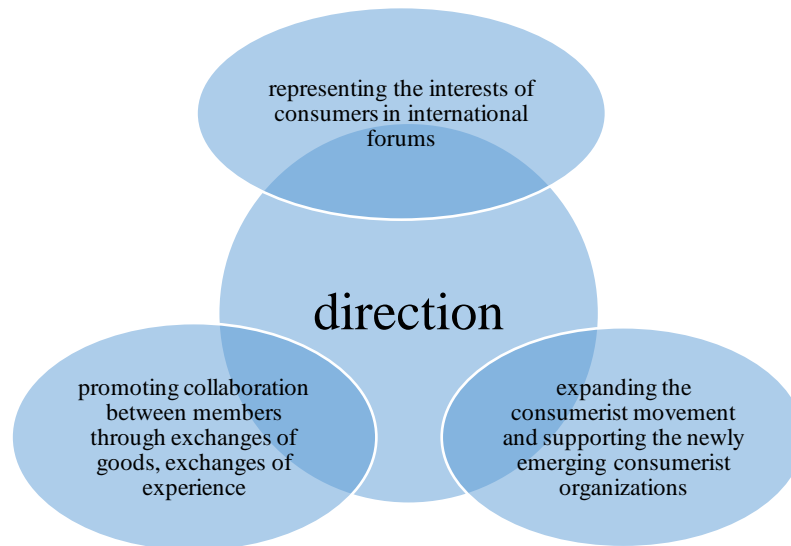 representing the interests of
consumers in international
forums
direction
promoting collaboration
between members
through exchanges of
goods, exchanges of
experience
expanding the
consumerist movement
and supporting the newly
emerging consumerist
organizations